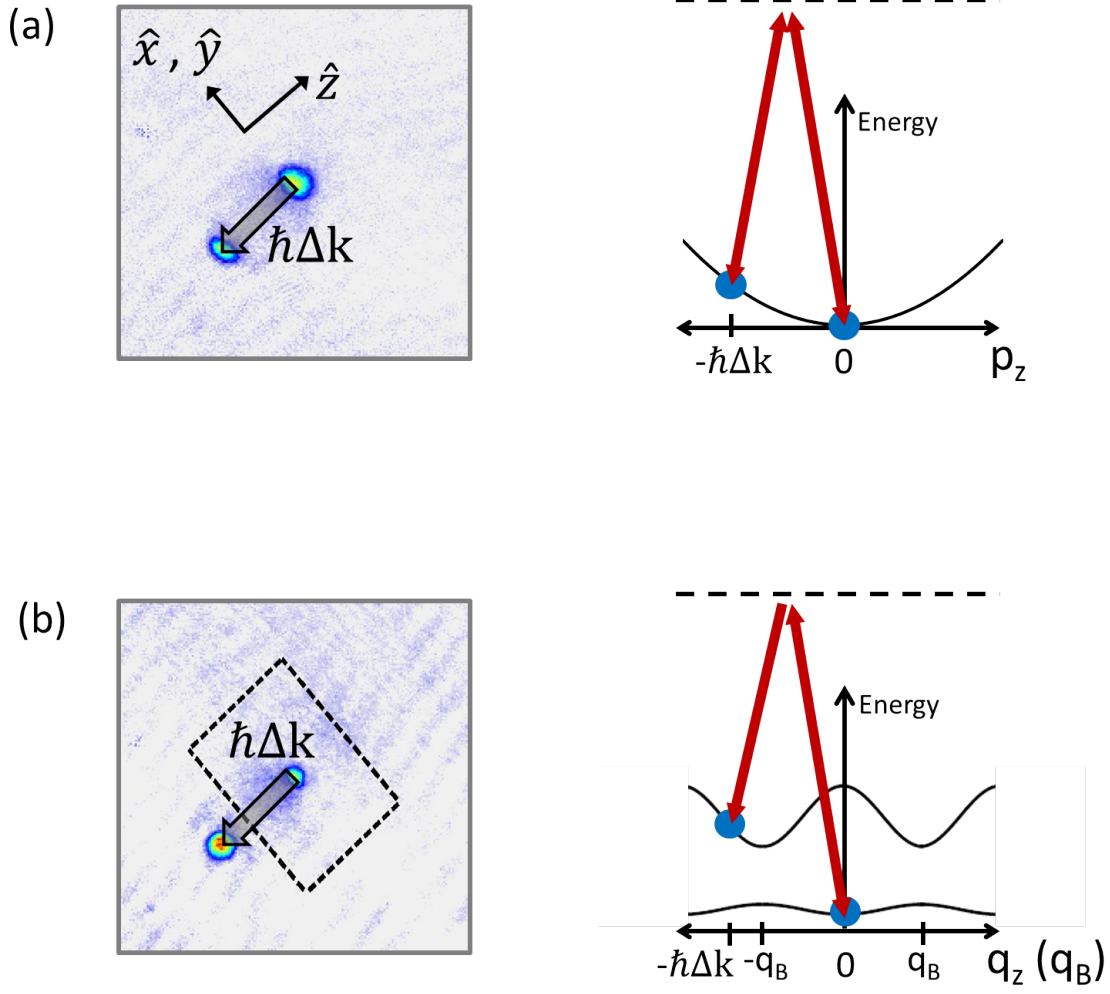 (a)
x̂ , ŷ
ẑ
ħΔk
Energy
-ħΔk
0
p_z
(b)
ħΔk
Energy
-ħΔk
-q_B
0
q_B
q_z (q_B)